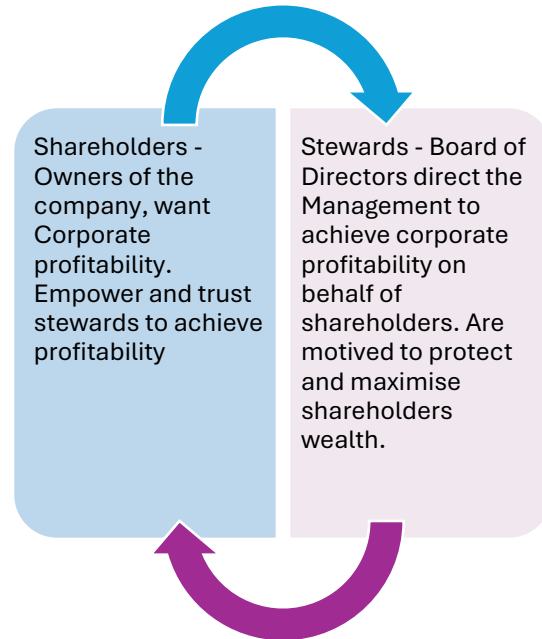 Shareholders -
Owners of the
company, want
Corporate
profitability.
Empower and trust
stewards to achieve
profitability
Stewards - Board of
Directors direct the
Management to
achieve corporate
profitability on
behalf of
shareholders. Are
motived to protect
and maximise
shareholders
wealth.